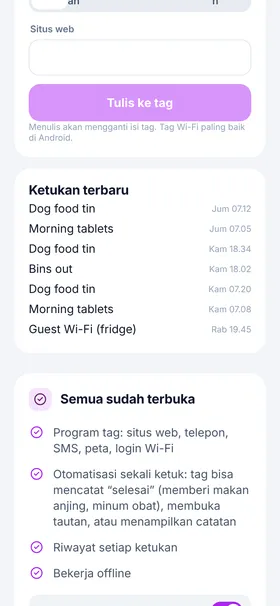 Situs web
Tulis ke tag
Menulis akan mengganti isi tag. Tag Wi-Fi paling baik
di Android.
Ketukan terbaru
Dog food tin Jum 07.12
Morning tablets Jum 07.05
Dog food tin Kam 18.34
Bins out Kam 18.02
Dog food tin Kam 07.20
Morning tablets Kam 07.08
Guest Wi-Fi (fridge) Rab 19.45
Semua sudah terbuka
Program tag: situs web, telepon,
SMS, peta, login Wi-Fi
Otomatisasi sekali ketuk: tag bisa
mencatat “selesai” (memberi makan
anjing, minum obat), membuka
tautan, atau menampilkan catatan
Riwayat setiap ketukan
Bekerja offline